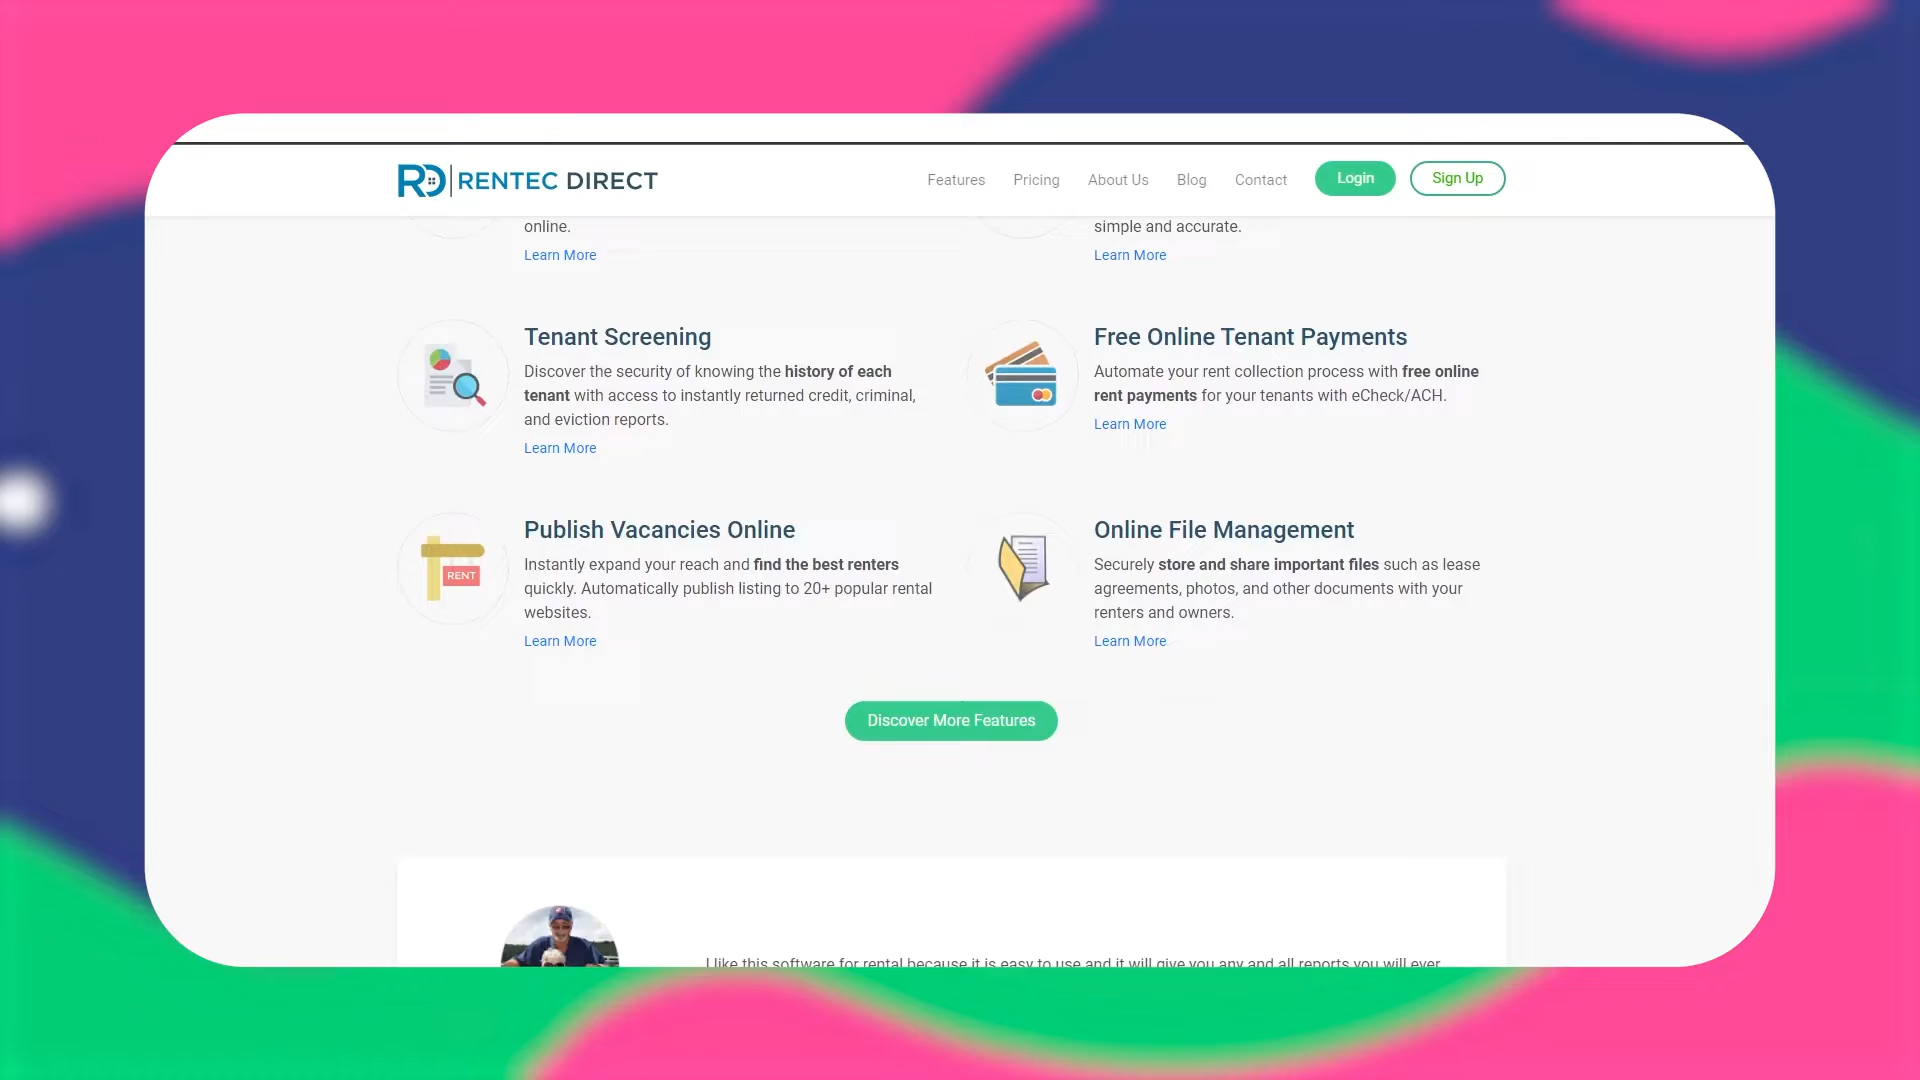 RD RENTEC DIRECT
Features Pricing About Us Blog Contact Login Sign Up
online.
Learn More
simple and accurate.
Learn More
Tenant Screening
Discover the security of knowing the history of each
tenant with access to instantly returned credit, criminal,
and eviction reports.
Learn More
Free Online Tenant Payments
Automate your rent collection process with free online
rent payments for your tenants with eCheck/ACH.
Learn More
RENT
Publish Vacancies Online
Instantly expand your reach and find the best renters
quickly. Automatically publish listing to 20+ popular rental
websites.
Learn More
Online File Management
Securely store and share important files such as lease
agreements, photos, and other documents with your
renters and owners.
Learn More
Discover More Features
I like this software for rental because it is easy to use and it will give you any and all reports you will ever